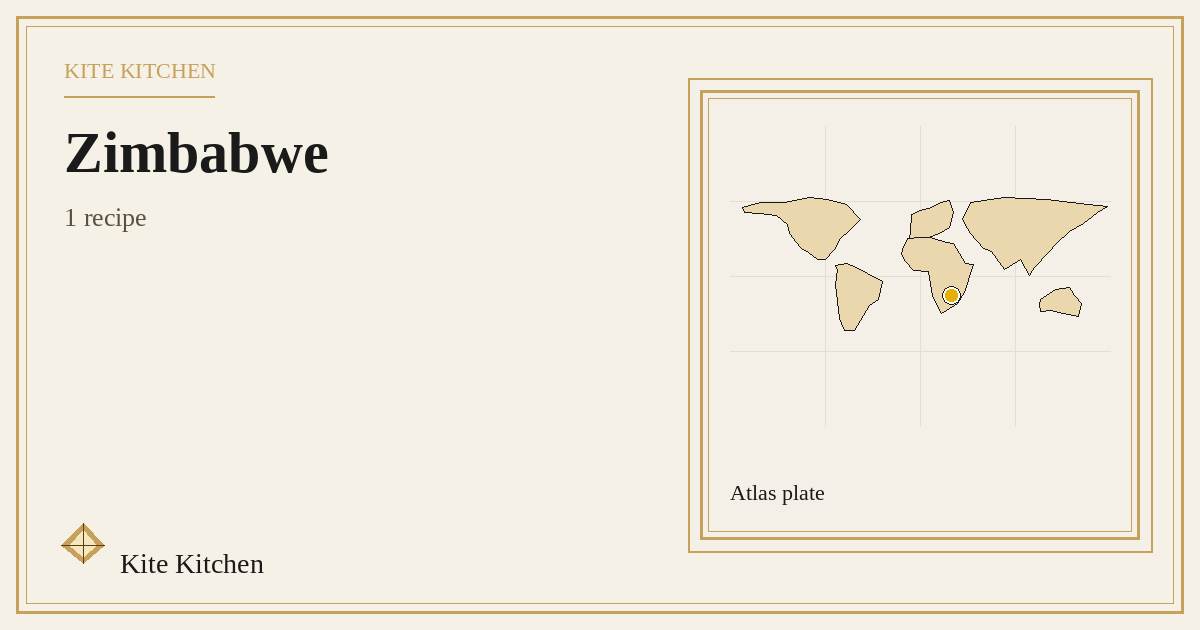 KITE KITCHEN
Zimbabwe
1 recipe
Atlas plate
Kite Kitchen